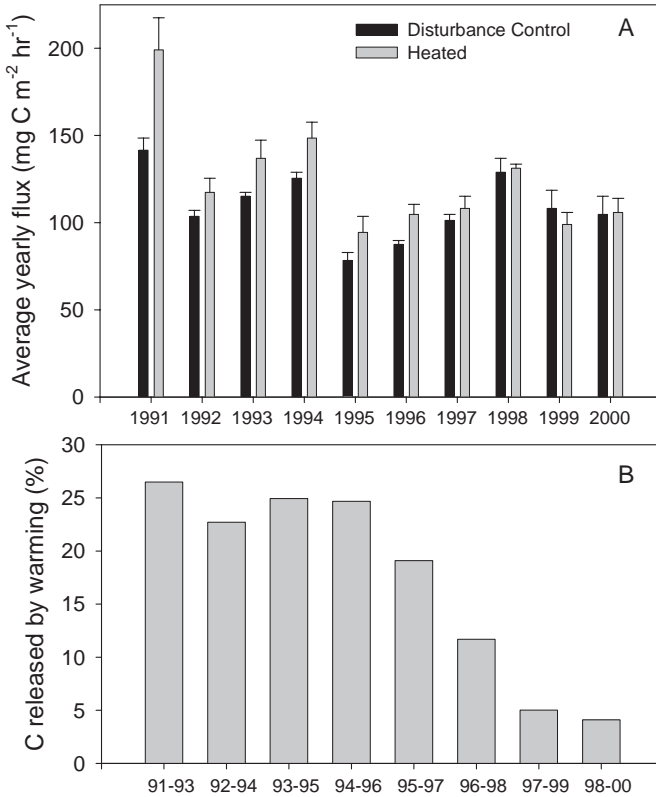 A
Disturbance Control
Heated
Average yearly flux (mg C m⁻² hr⁻¹)
200
150
100
50
0
1991 1992 1993 1994 1995 1996 1997 1998 1999 2000
B
C released by warming (%)
30
25
20
15
10
5
0
91-93 92-94 93-95 94-96 95-97 96-98 97-99 98-00